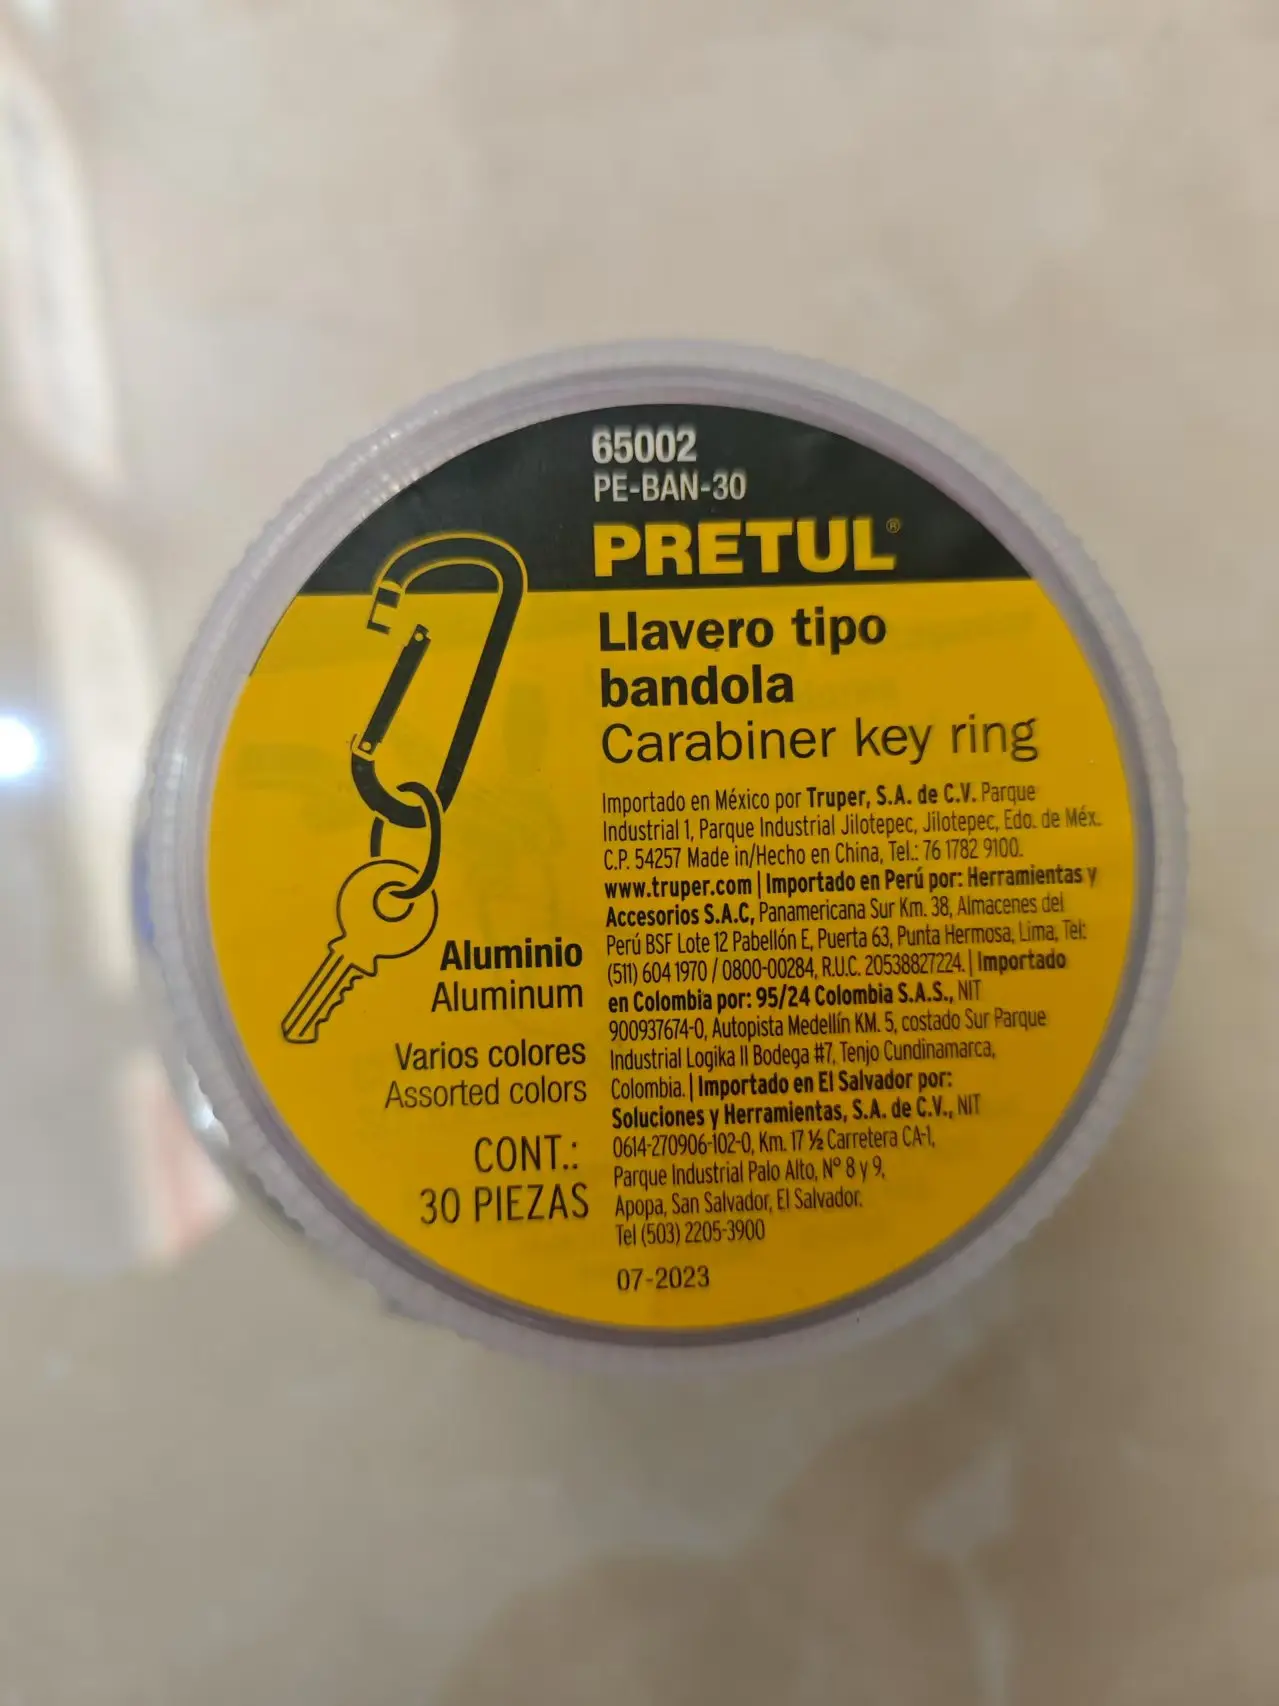 65002
PE-BAN-30
PRETUL®
Llavero tipo
bandola
Carabiner key ring
Importado en México por Truper, S.A. de C.V. Parque
Industrial 1, Parque Industrial Jilotepec, Jilotepec, Edo. de Méx.
C.P. 54257 Made in/Hecho en China, Tel.: 76 1782 9100.
www.truper.com | Importado en Perú por: Herramientas y
Accesorios S.A.C, Panamericana Sur Km. 38, Almacenes del
Perú BSF Lote 12 Pabellón E, Puerta 63, Punta Hermosa, Lima, Tel:
(511) 604 1970 / 0800-00284, R.U.C. 20538827224. | Importado
en Colombia por: 95/24 Colombia S.A.S., NIT
900937674-0, Autopista Medellín KM. 5, costado Sur Parque
Industrial Logika II Bodega #7, Tenjo Cundinamarca,
Colombia. | Importado en El Salvador por:
Soluciones y Herramientas, S.A. de C.V., NIT
0614-270906-102-0, Km. 17 ½ Carretera CA-1,
Parque Industrial Palo Alto, N° 8 y 9,
Apopa, San Salvador, El Salvador.
Tel (503) 2205-3900
07-2023
Aluminio
Aluminum
Varios colores
Assorted colors
CONT.:
30 PIEZAS